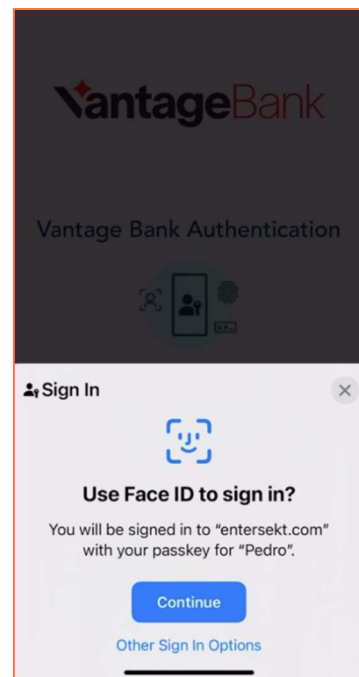 VantageBank
Vantage Bank Authentication
Sign In
Use Face ID to sign in?
You will be signed in to “entersekt.com”
with your passkey for “Pedro”.
Continue
Other Sign In Options